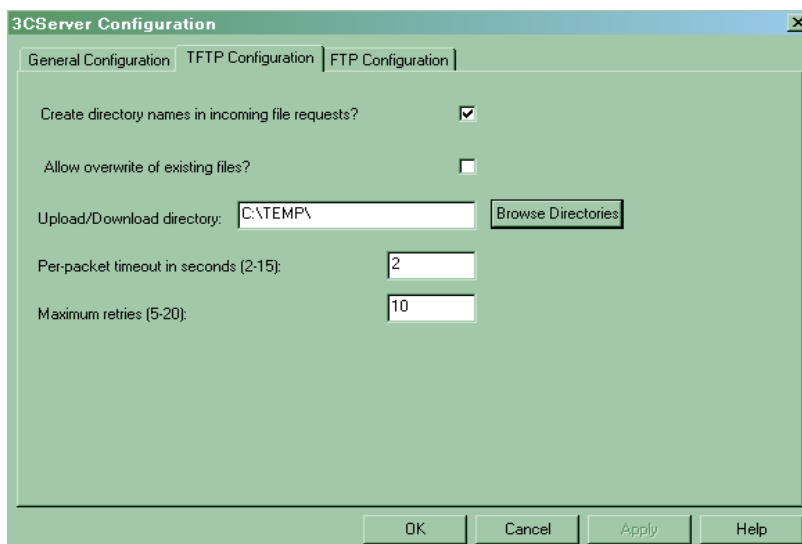 3CServer Configuration
General Configuration TFTP Configuration FTP Configuration
Create directory names in incoming file requests?
Allow overwrite of existing files?
Upload/Download directory: C:\TEMP\ Browse Directories
Per-packet timeout in seconds (2-15): 2
Maximum retries (5-20): 10
OK Cancel Apply Help